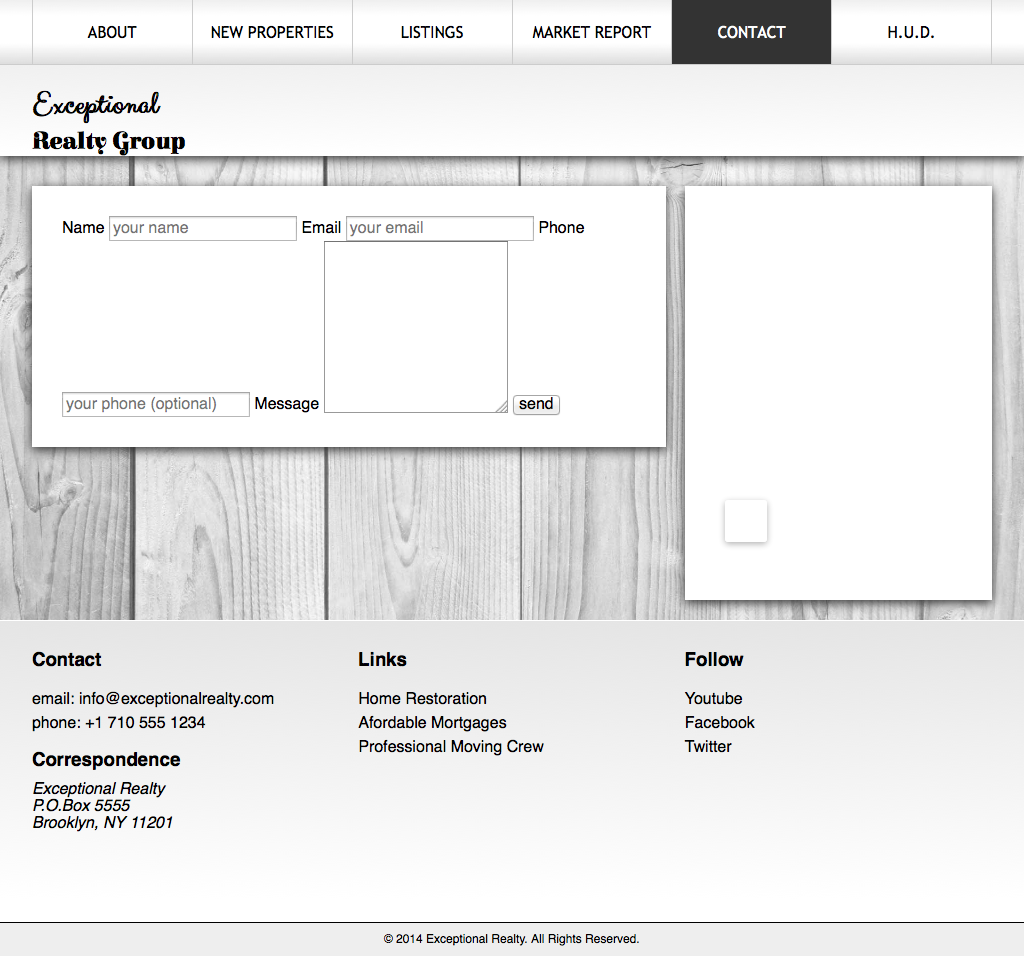 ABOUT NEW PROPERTIES LISTINGS MARKET REPORT CONTACT H.U.D.
Exceptional
Realty Group
Name your name Email your email Phone
your phone (optional) Message send
Contact
email: info@exceptionalrealty.com
phone: +1 710 555 1234
Correspondence
Exceptional Realty
P.O.Box 5555
Brooklyn, NY 11201
Links
Home Restoration
Afordable Mortgages
Professional Moving Crew
Follow
Youtube
Facebook
Twitter
© 2014 Exceptional Realty. All Rights Reserved.